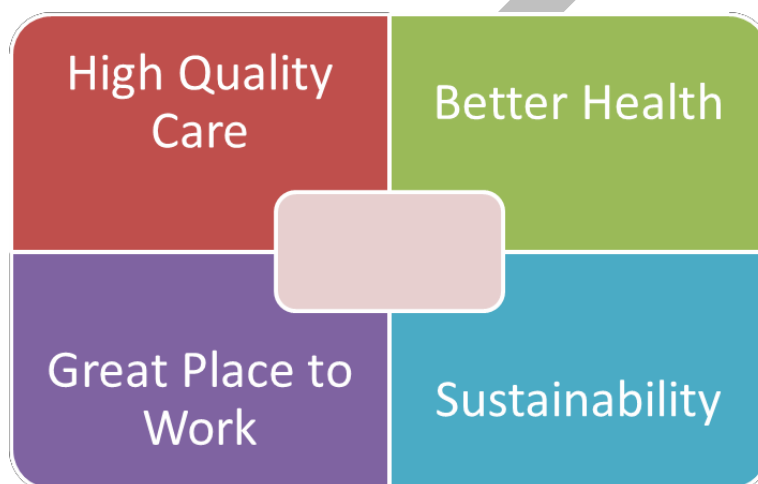 High Quality
Care
Better Health
Great Place to
Work
Sustainability